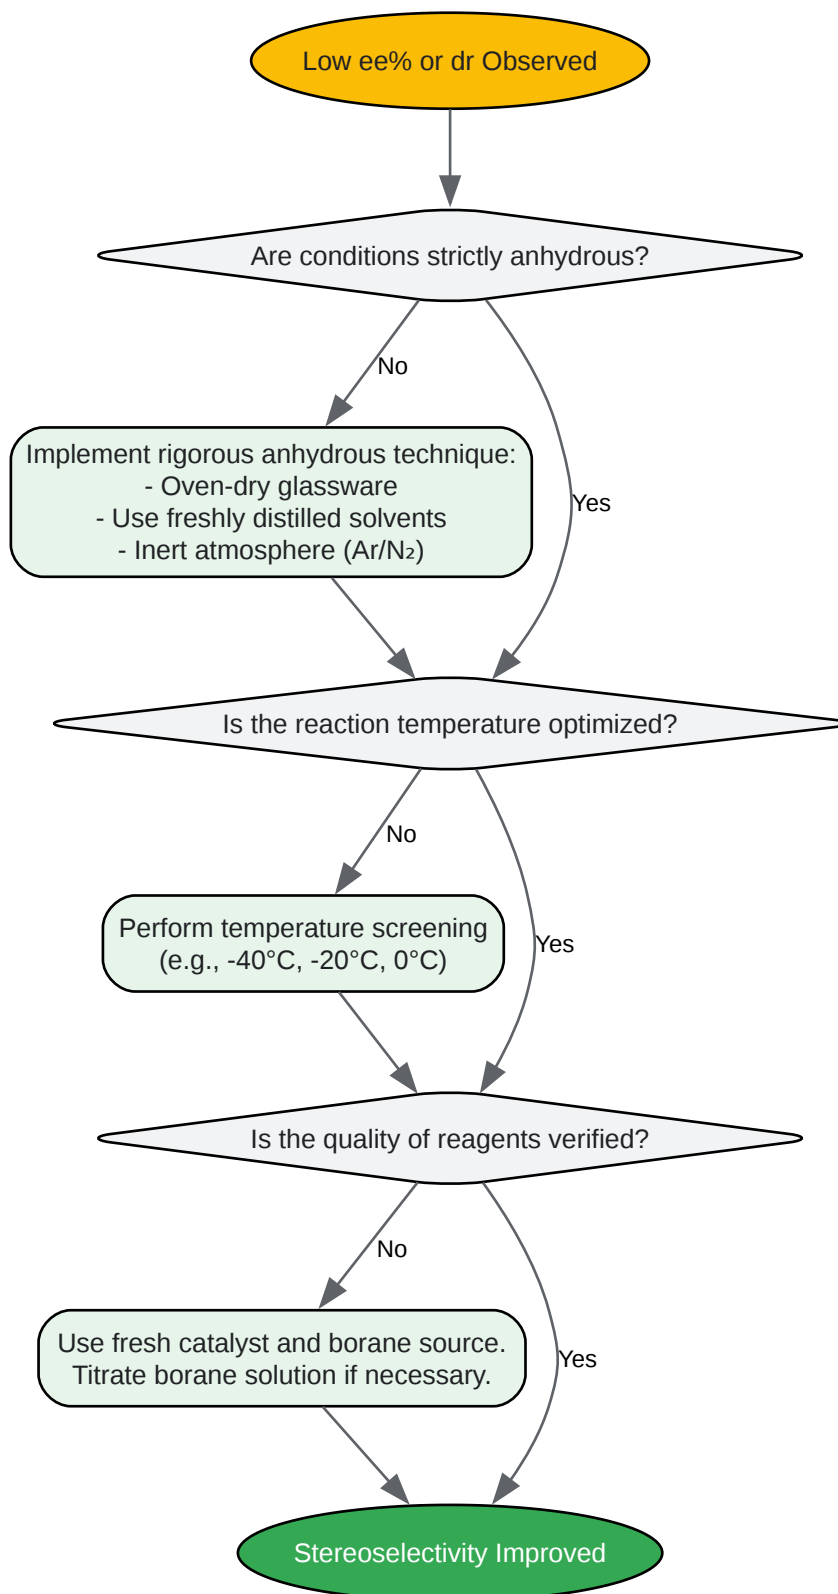 Low ee% or dr Observed
Are conditions strictly anhydrous?
No
Implement rigorous anhydrous technique:
- Oven-dry glassware
- Use freshly distilled solvents
- Inert atmosphere (Ar/N₂)
Yes
Is the reaction temperature optimized?
No
Perform temperature screening
(e.g., -40°C, -20°C, 0°C)
Yes
Is the quality of reagents verified?
No
Use fresh catalyst and borane source.
Titrate borane solution if necessary.
Yes
Stereoselectivity Improved